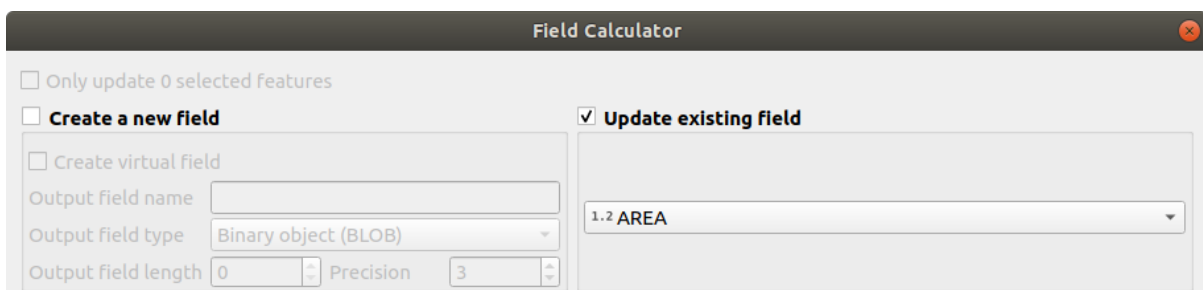 Field Calculator
Only update 0 selected features
Create a new field
Update existing field
Create virtual field
Output field name
1.2 AREA
Output field type Binary object (BLOB)
Output field length 0 Precision 3